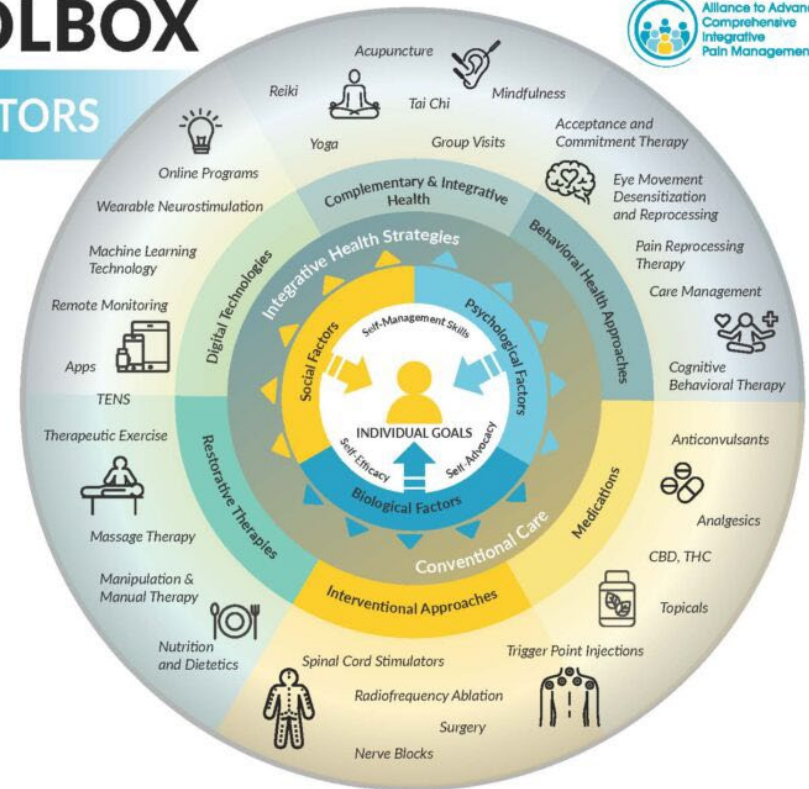 OLBOX
TORS
Alliance to Advan
Comprehensive
Integrative
Pain Management
Acupuncture
Reiki
Tai Chi
Mindfulness
Yoga
Group Visits
Acceptance and
Commitment Therapy
Online Programs
Eye Movement
Desensitization
and Reprocessing
Wearable Neurostimulation
Complementary & Integrative
Health
Machine Learning
Technology
Digital Technologies
Integrative Health Strategies
Behavioral Health Approaches
Pain Reprocessing
Therapy
Care Management
Remote Monitoring
Apps
Cognitive
Behavioral Therapy
Social Factors
Self-Management Skills
Psychological Factors
INDIVIDUAL GOALS
Self-Efficacy
Self-Advocacy
Biological Factors
TENS
Therapeutic Exercise
Restorative Therapies
Massage Therapy
Manipulation &
Manual Therapy
Nutrition
and Dietetics
Conventional Care
Medications
Anticonvulsants
Analgesics
CBD, THC
Topicals
Interventional Approaches
Spinal Cord Stimulators
Trigger Point Injections
Radiofrequency Ablation
Surgery
Nerve Blocks